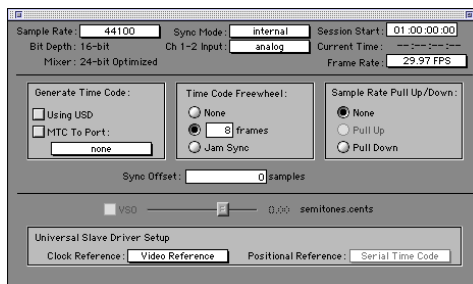 Sample Rate: 44100 Sync Mode: internal Session Start: 01:00:00:00
Bit Depth: 16-bit Ch 1-2 Input: analog Current Time: --:--:--:--
Mixer: 24-bit Optimized Frame Rate: 29.97 FPS
Generate Time Code: Time Code Freewheel: Sample Rate Pull Up/Down:
Using USD None None
MTC To Port: 8 frames Pull Up
none Jam Sync Pull Down
Sync Offset: 0 samples
VSO 0.00 semitones.cents
Universal Slave Driver Setup
Clock Reference: Video Reference Positional Reference: Serial Time Code